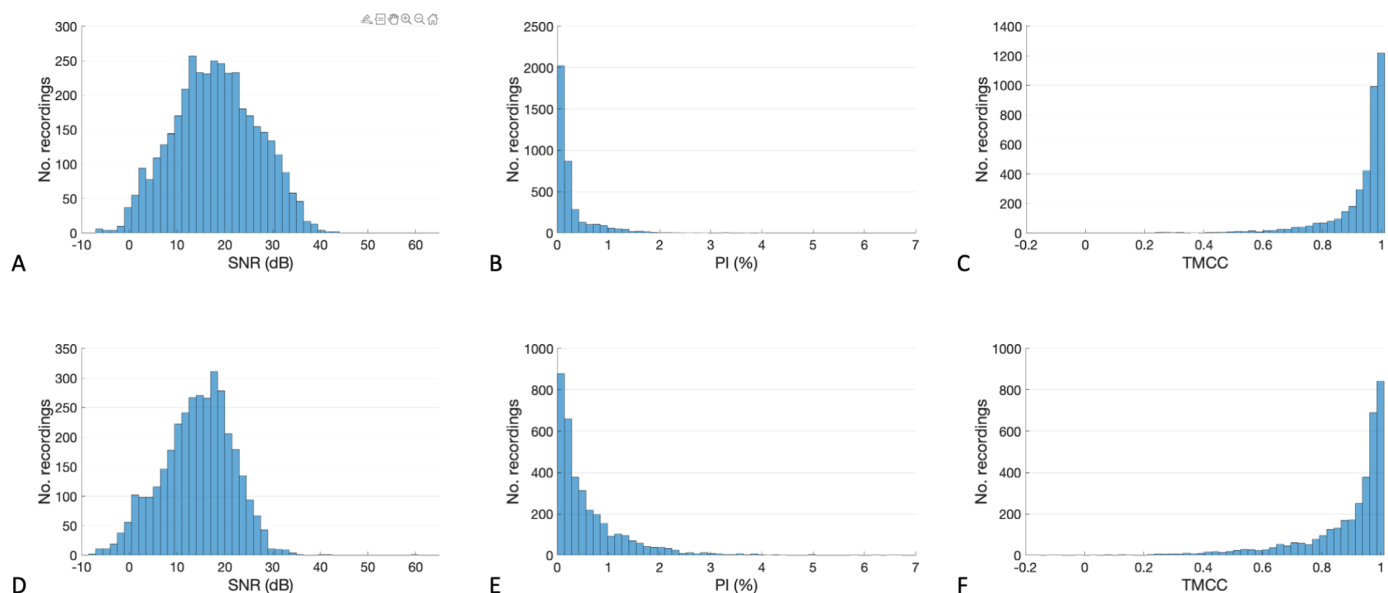 300
250
200
150
100
50
0
No. recordings
-10 0 10 20 30 40 50 60
SNR (dB)
A
2500
2000
1500
1000
500
0
No. recordings
0 1 2 3 4 5 6 7
PI (%)
B
1400
1200
1000
800
600
400
200
0
No. recordings
-0.2 0 0.2 0.4 0.6 0.8 1
TMCC
C
350
300
250
200
150
100
50
0
No. recordings
-10 0 10 20 30 40 50 60
SNR (dB)
D
1000
800
600
400
200
0
No. recordings
0 1 2 3 4 5 6 7
PI (%)
E
1000
800
600
400
200
0
No. recordings
-0.2 0 0.2 0.4 0.6 0.8 1
TMCC
F